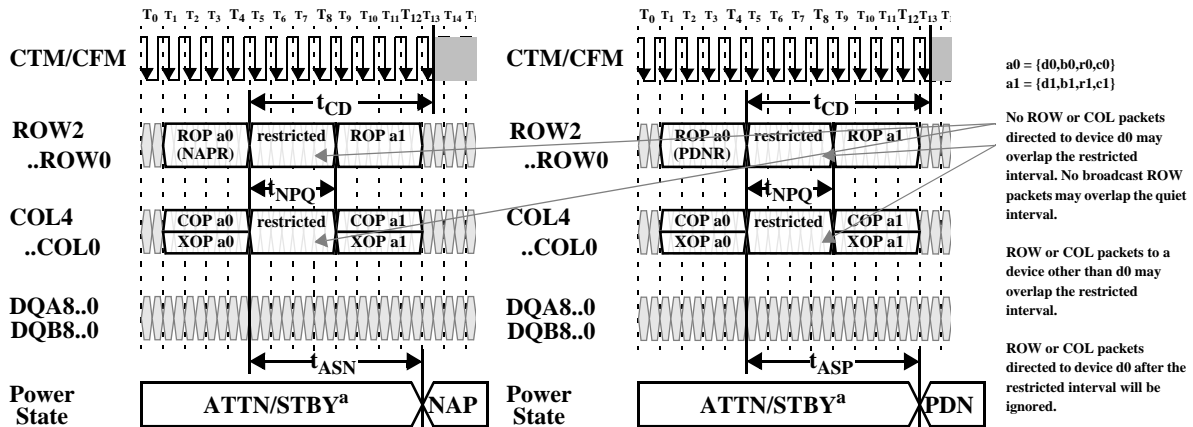 T0 T1 T2 T3 T4 T5 T6 T7 T8 T9 T10 T11 T12 T13 T14
CTM/CFM
tCD
ROW2
..ROW0
ROP a0
(NAPR)
restricted
ROP a1
tNPQ
COL4
..COL0
COP a0
XOP a0
restricted
COP a1
XOP a1
DQA8..0
DQB8..0
tASN
Power
State
ATTN/STBYa
NAP
T0 T1 T2 T3 T4 T5 T6 T7 T8 T9 T10 T11 T12 T13
CTM/CFM
tCD
ROW2
..ROW0
ROP a0
(PDNR)
restricted
ROP a1
tNPQ
COL4
..COL0
COP a0
XOP a0
restricted
COP a1
XOP a1
DQA8..0
DQB8..0
tASP
Power
State
ATTN/STBYa
PDN
a0 = {d0,b0,r0,c0}
a1 = {d1,b1,r1,c1}
No ROW or COL packets
directed to device d0 may
overlap the restricted
interval. No broadcast ROW
packets may overlap the quiet
interval.
ROW or COL packets to a
device other than d0 may
overlap the restricted
interval.
ROW or COL packets
directed to device d0 after the
restricted interval will be
ignored.